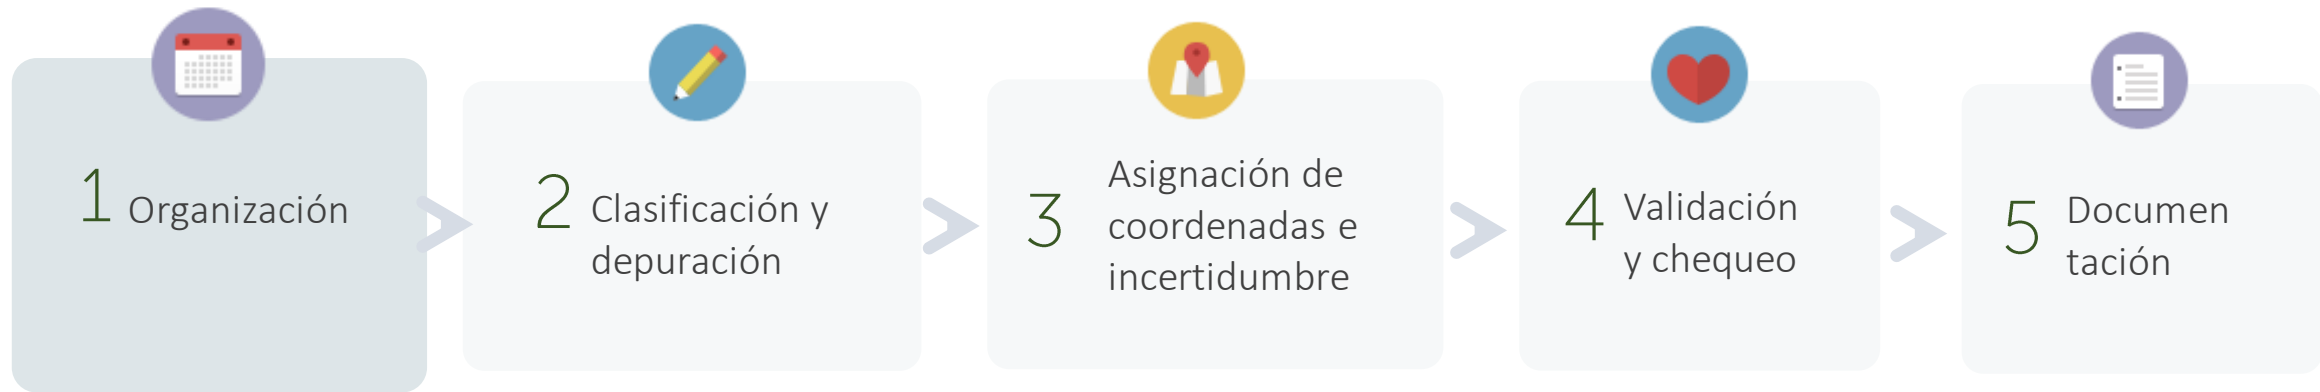 1 Organización
2 Clasificación y
depuración
3 Asignación de
coordenadas e
incertidumbre
4 Validación
y chequeo
5 Documen
tación